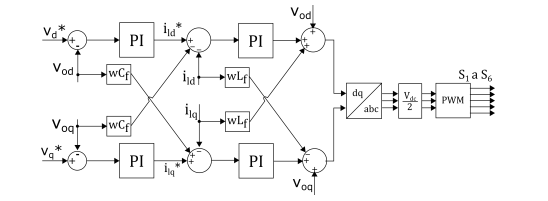 v_d*
PI
i_ld*
PI
v_od
v_od
wC_f
i_ld
wL_f
dq
abc
V_dc
2
PWM
S_1 a S_6
v_oq
wC_f
i_lq
wL_f
v_q*
PI
i_lq*
PI
v_oq